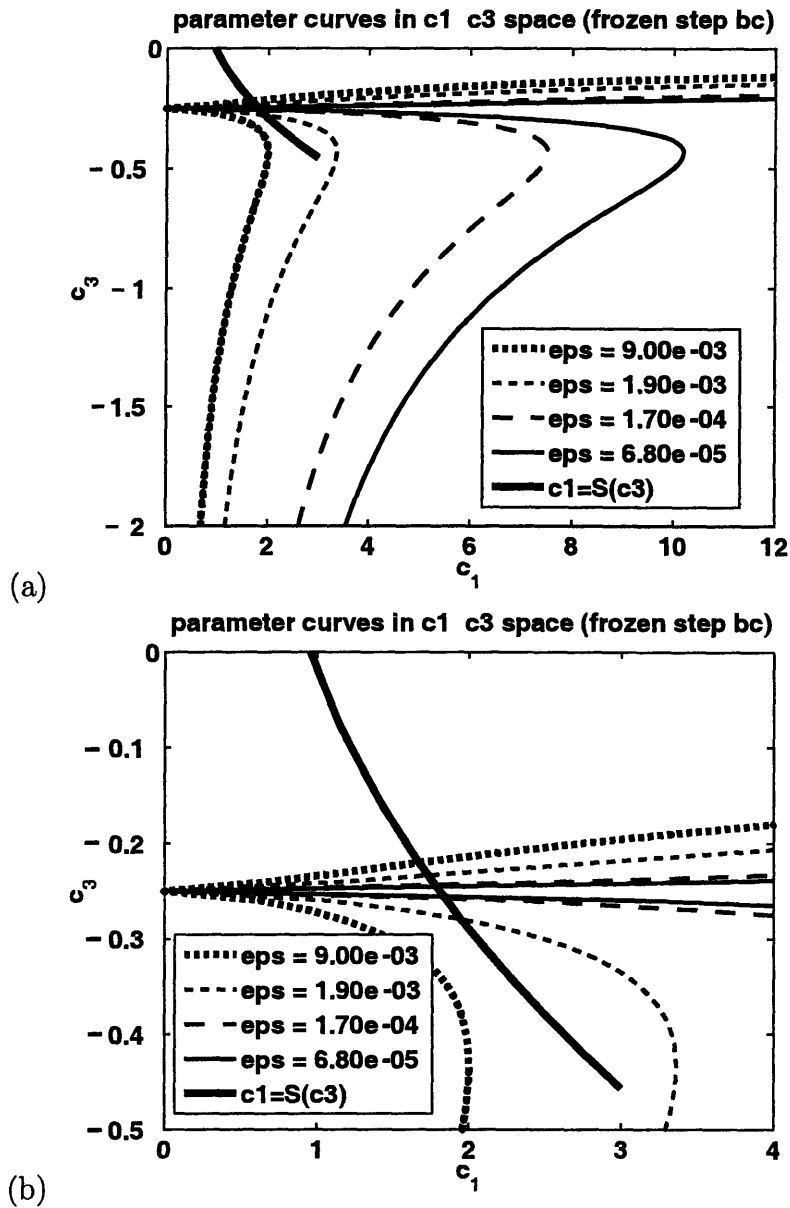 parameter curves in c1 c3 space (frozen step bc)
0
− 0.5
− 1
− 1.5
− 2
c3
eps = 9.00e-03
eps = 1.90e-03
eps = 1.70e-04
eps = 6.80e-05
c1=S(c3)
0 2 4 6 8 10 12
c1
(a)
parameter curves in c1 c3 space (frozen step bc)
0
− 0.1
− 0.2
− 0.3
− 0.4
− 0.5
c3
eps = 9.00e-03
eps = 1.90e-03
eps = 1.70e-04
eps = 6.80e-05
c1=S(c3)
0 1 2 3 4
c1
(b)